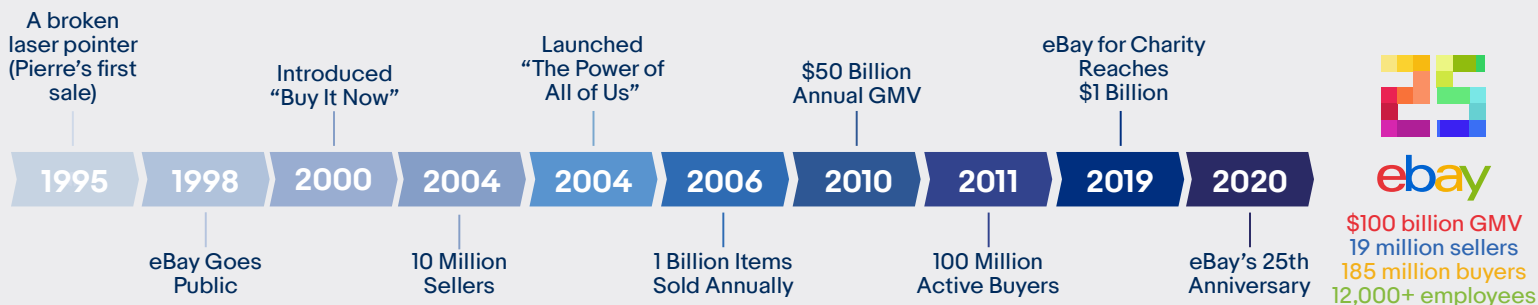 A broken
laser pointer
(Pierre's first
sale)
Introduced
"Buy It Now"
Launched
"The Power of
All of Us"
$50 Billion
Annual GMV
eBay for Charity
Reaches
$1 Billion
1995
1998
2000
2004
2004
2006
2010
2011
2019
2020
eBay Goes
Public
10 Million
Sellers
1 Billion Items
Sold Annually
100 Million
Active Buyers
eBay's 25th
Anniversary
25
ebay
$100 billion GMV
19 million sellers
185 million buyers
12,000+ employees